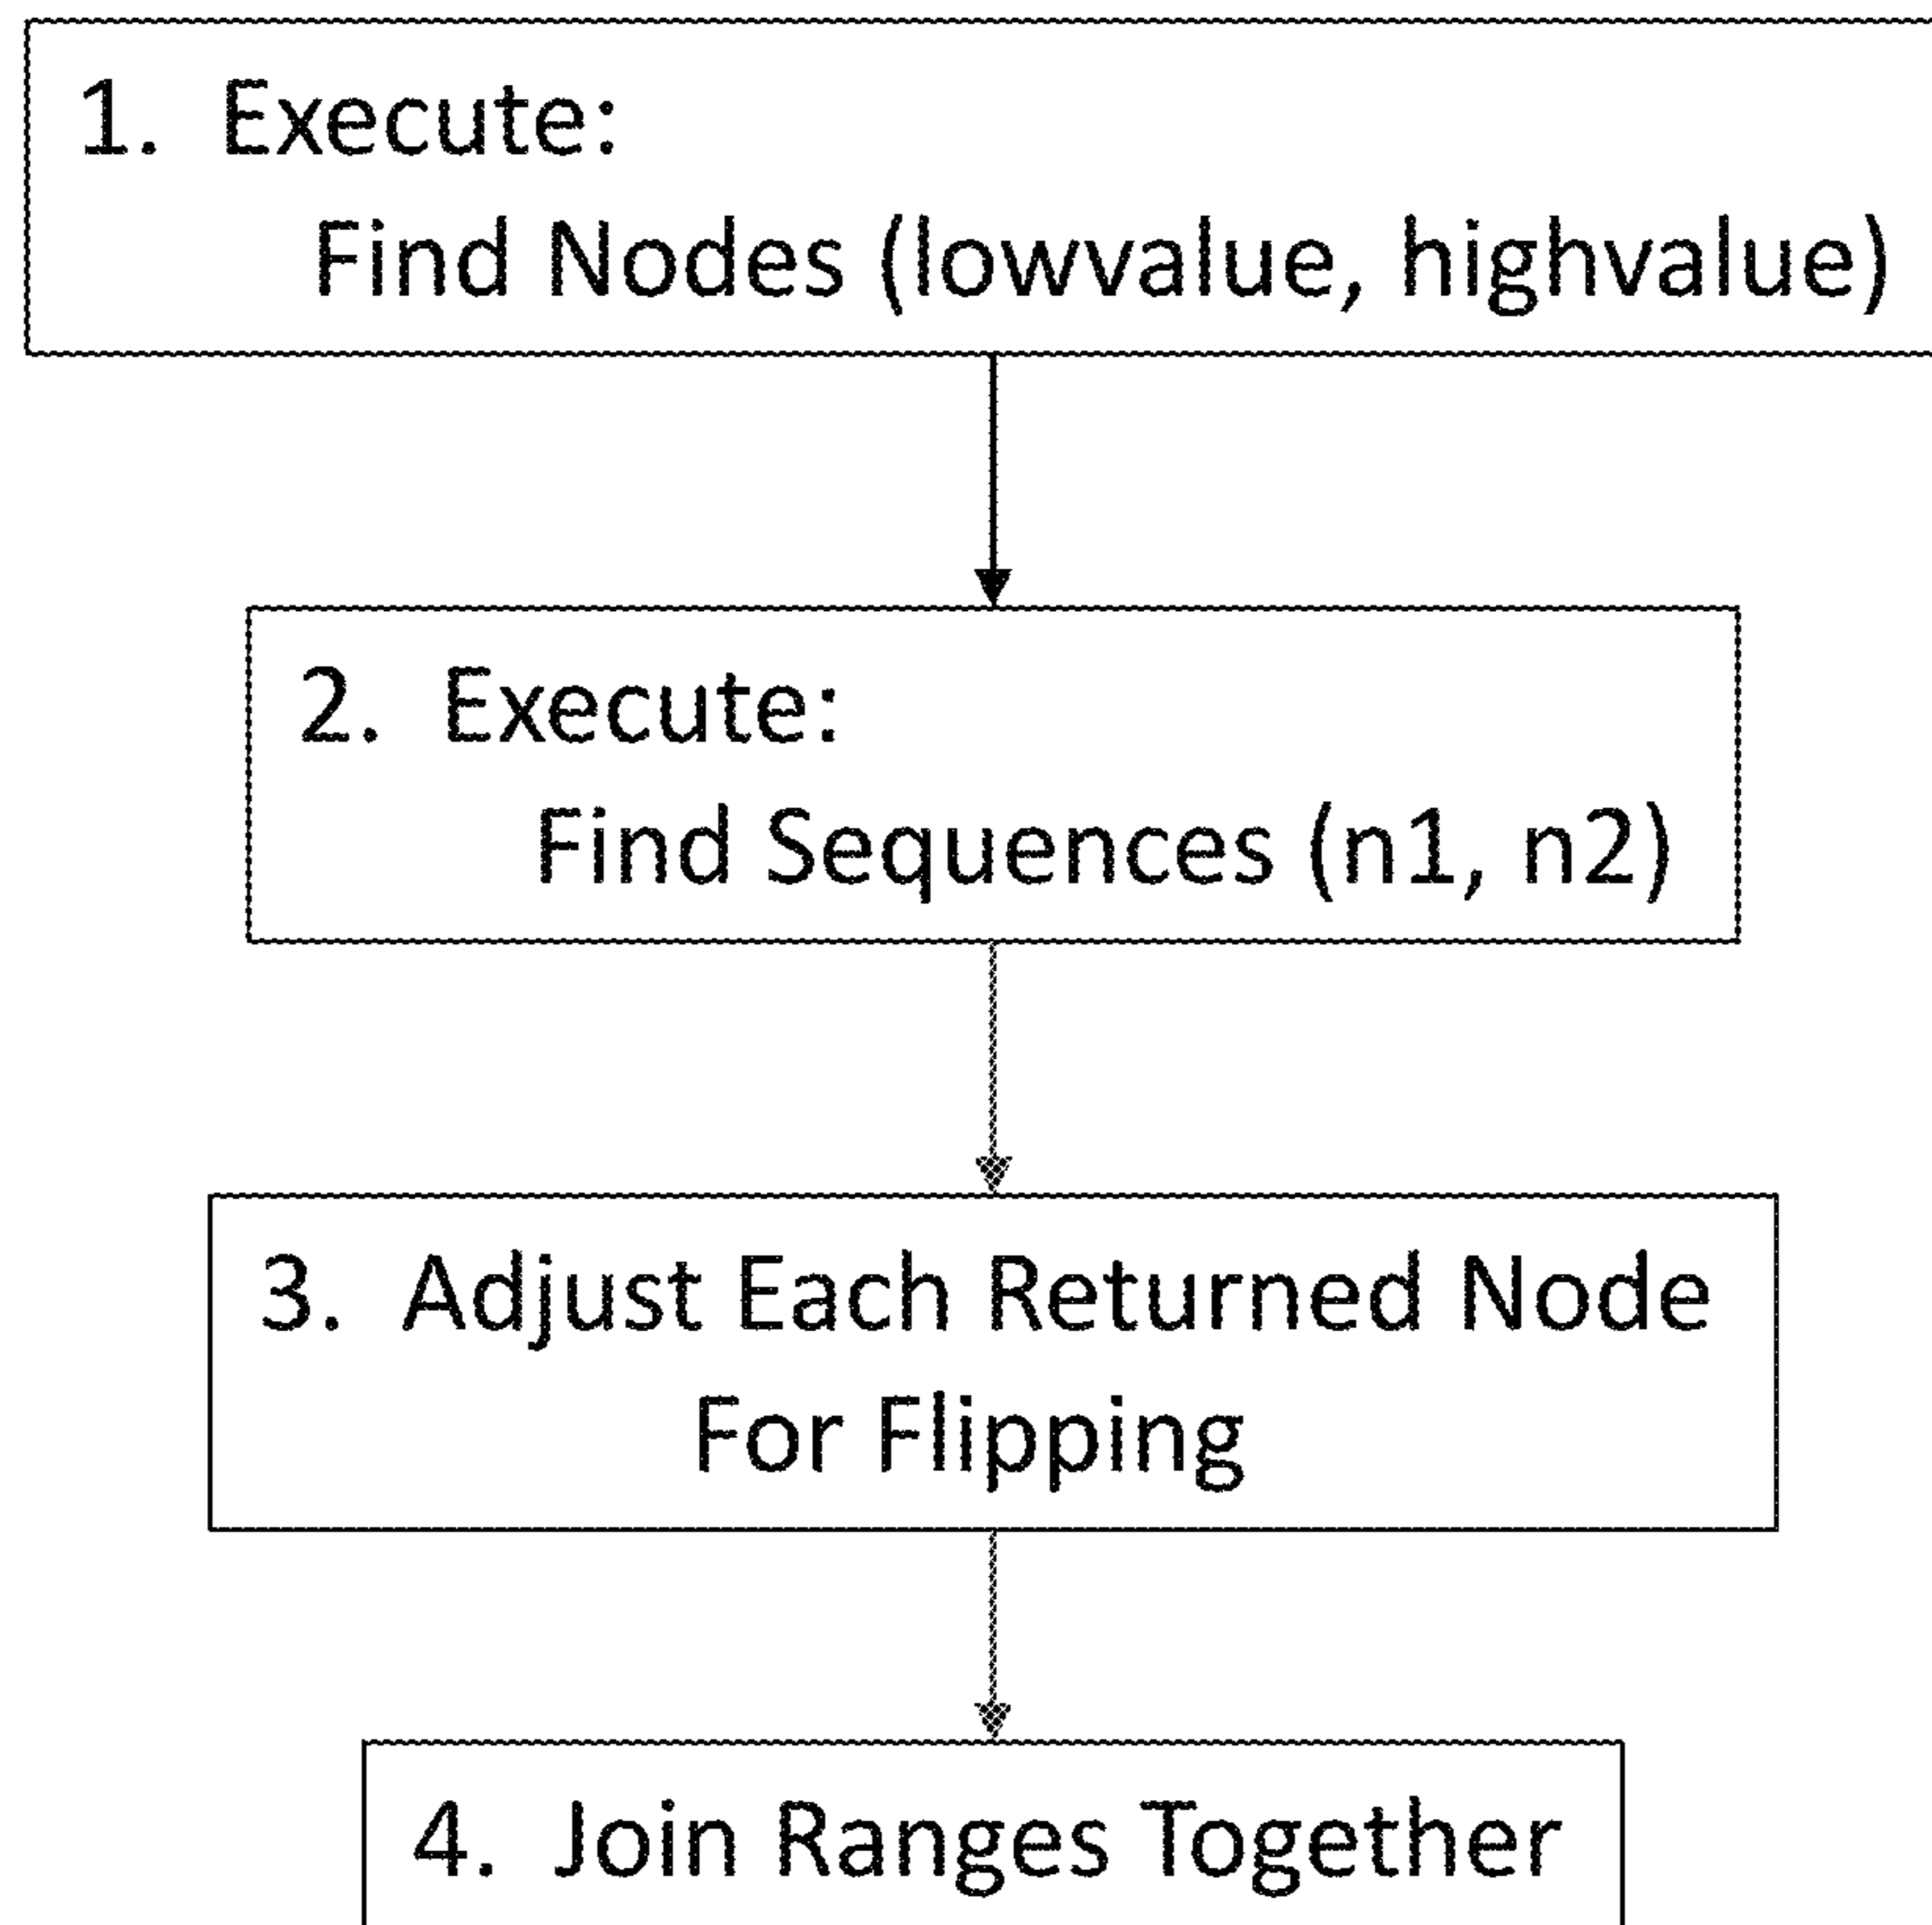 1. Execute:
Find Nodes (lowvalue, highvalue)
2. Execute:
Find Sequences (n1, n2)
3. Adjust Each Returned Node
For Flipping
4. Join Ranges Together